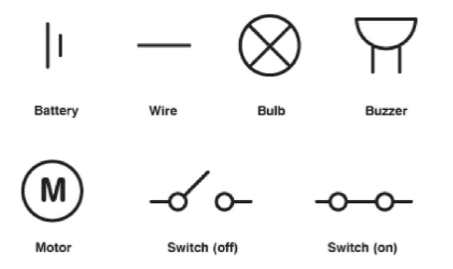 Battery Wire Bulb Buzzer
M
Motor Switch (off) Switch (on)